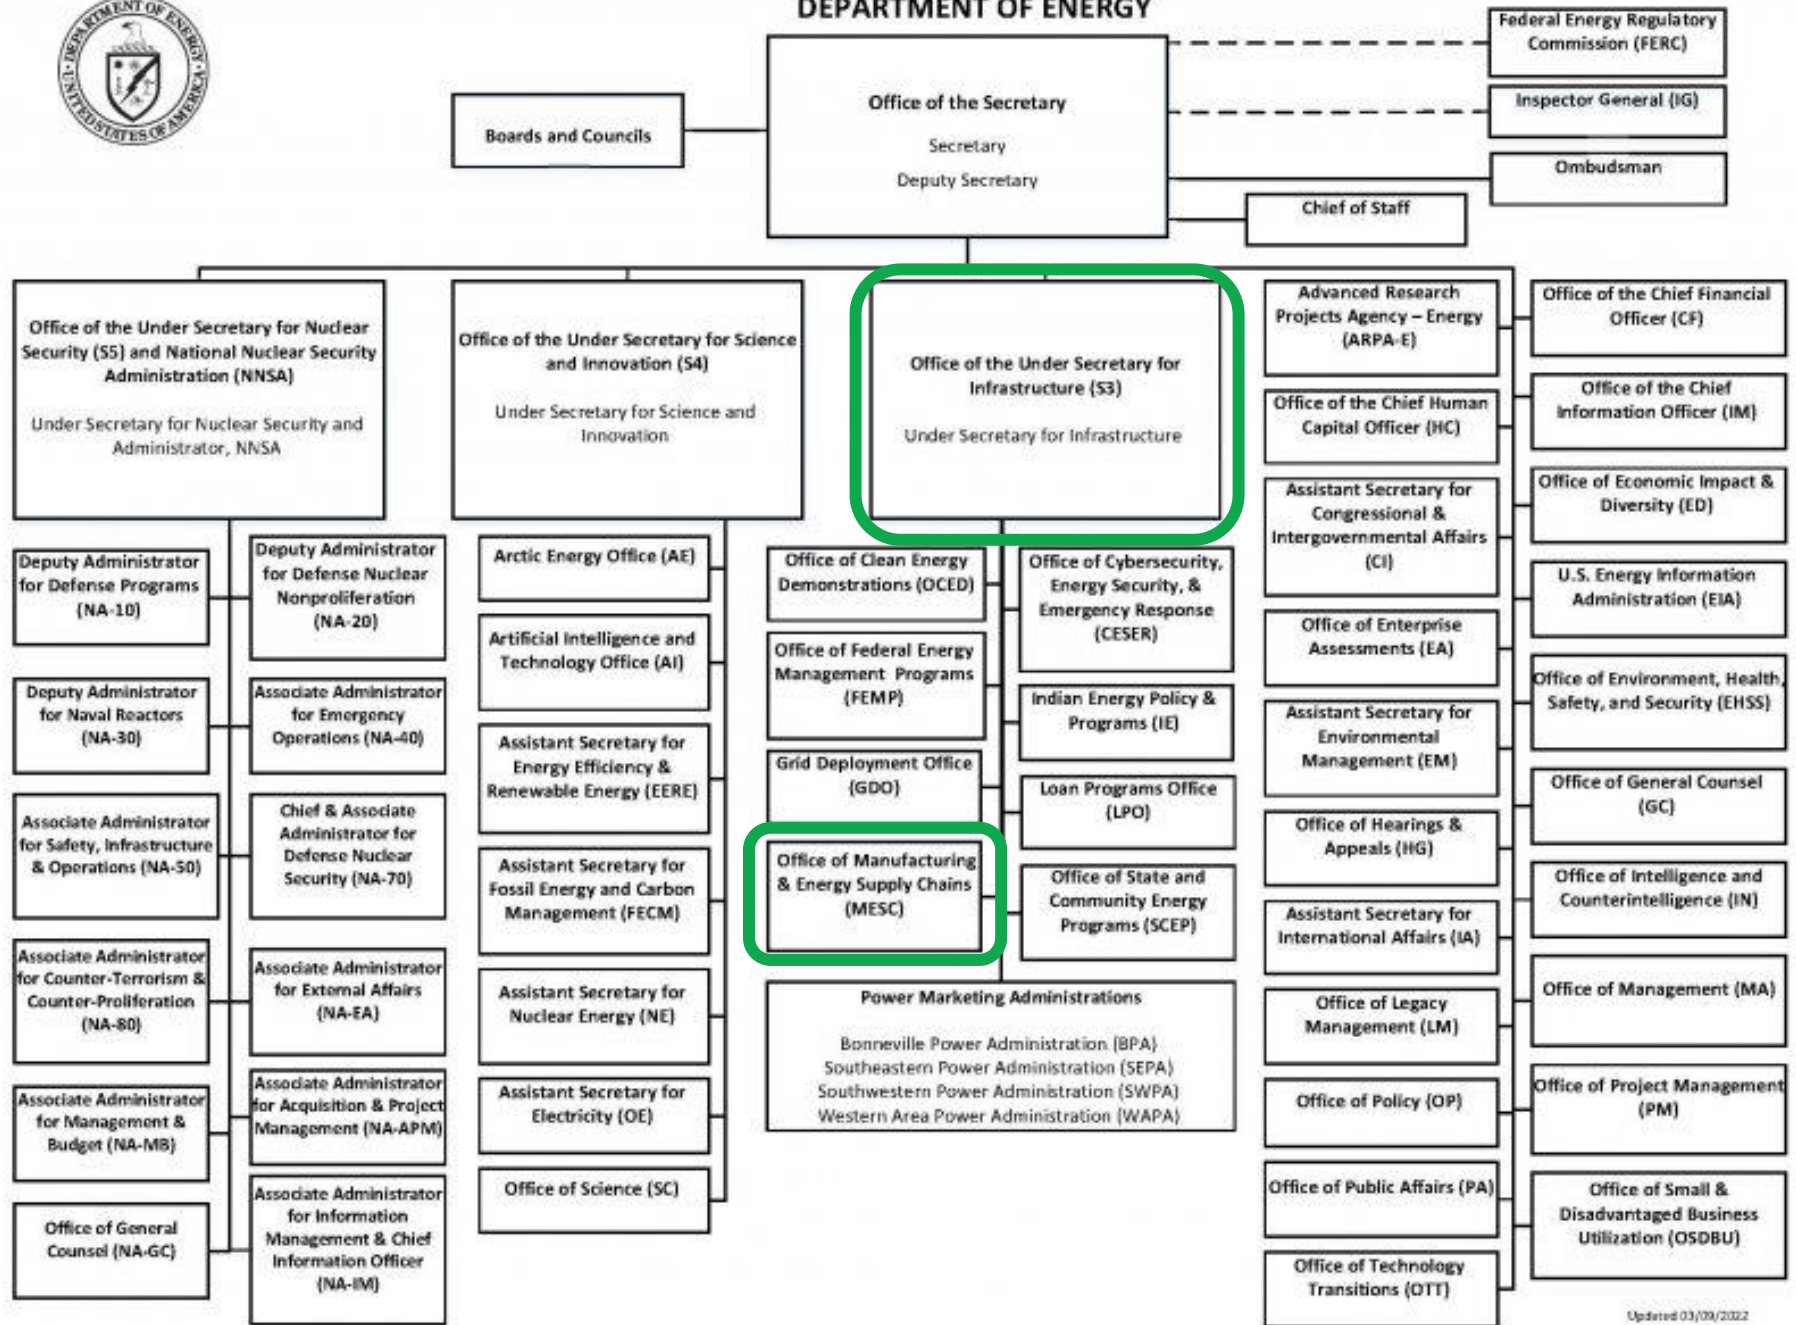 DEPARTMENT OF ENERGY
DEPARTMENT OF ENERGY
UNITED STATES OF AMERICA
Boards and Councils
Office of the Secretary
Secretary
Deputy Secretary
Federal Energy Regulatory
Commission (FERC)
Inspector General (IG)
Ombudsman
Chief of Staff
Office of the Under Secretary for Nuclear
Security (S5) and National Nuclear Security
Administration (NNSA)
Under Secretary for Nuclear Security and
Administrator, NNSA
Deputy Administrator
for Defense Programs
(NA-10)
Deputy Administrator
for Defense Nuclear
Nonproliferation
(NA-20)
Deputy Administrator
for Naval Reactors
(NA-30)
Associate Administrator
for Emergency
Operations (NA-40)
Associate Administrator
for Safety, Infrastructure
& Operations (NA-50)
Chief & Associate
Administrator for
Defense Nuclear
Security (NA-70)
Associate Administrator
for Counter-Terrorism &
Counter-Proliferation
(NA-80)
Associate Administrator
for External Affairs
(NA-EA)
Associate Administrator
for Management &
Budget (NA-MB)
Associate Administrator
for Acquisition & Project
Management (NA-APM)
Office of General
Counsel (NA-GC)
Associate Administrator
for Information
Management & Chief
Information Officer
(NA-IM)
Office of the Under Secretary for Science
and Innovation (S4)
Under Secretary for Science and
Innovation
Arctic Energy Office (AE)
Artificial Intelligence and
Technology Office (AI)
Assistant Secretary for
Energy Efficiency &
Renewable Energy (EERE)
Assistant Secretary for
Fossil Energy and Carbon
Management (FECM)
Assistant Secretary for
Nuclear Energy (NE)
Assistant Secretary for
Electricity (OE)
Office of Science (SC)
Office of the Under Secretary for
Infrastructure (S3)
Under Secretary for Infrastructure
Office of Clean Energy
Demonstrations (OCED)
Office of Cybersecurity,
Energy Security, &
Emergency Response
(CESER)
Office of Federal Energy
Management Programs
(FEMP)
Indian Energy Policy &
Programs (IE)
Grid Deployment Office
(GDO)
Loan Programs Office
(LPO)
Office of Manufacturing
& Energy Supply Chains
(MESC)
Office of State and
Community Energy
Programs (SCEP)
Power Marketing Administrations
Bonneville Power Administration (BPA)
Southeastern Power Administration (SEPA)
Southwestern Power Administration (SWPA)
Western Area Power Administration (WAPA)
Advanced Research
Projects Agency – Energy
(ARPA-E)
Office of the Chief Financial
Officer (CF)
Office of the Chief Human
Capital Officer (HC)
Office of the Chief
Information Officer (IM)
Assistant Secretary for
Congressional &
Intergovernmental Affairs
(CI)
Office of Economic Impact &
Diversity (ED)
U.S. Energy Information
Administration (EIA)
Office of Enterprise
Assessments (EA)
Office of Environment, Health,
Safety, and Security (EHSS)
Assistant Secretary for
Environmental
Management (EM)
Office of General Counsel
(GC)
Office of Hearings &
Appeals (HG)
Office of Intelligence and
Counterintelligence (IN)
Assistant Secretary for
International Affairs (IA)
Office of Management (MA)
Office of Legacy
Management (LM)
Office of Project Management
(PM)
Office of Policy (OP)
Office of Public Affairs (PA)
Office of Small &
Disadvantaged Business
Utilization (OSDBU)
Office of Technology
Transitions (OTT)
Updated 03/09/2022